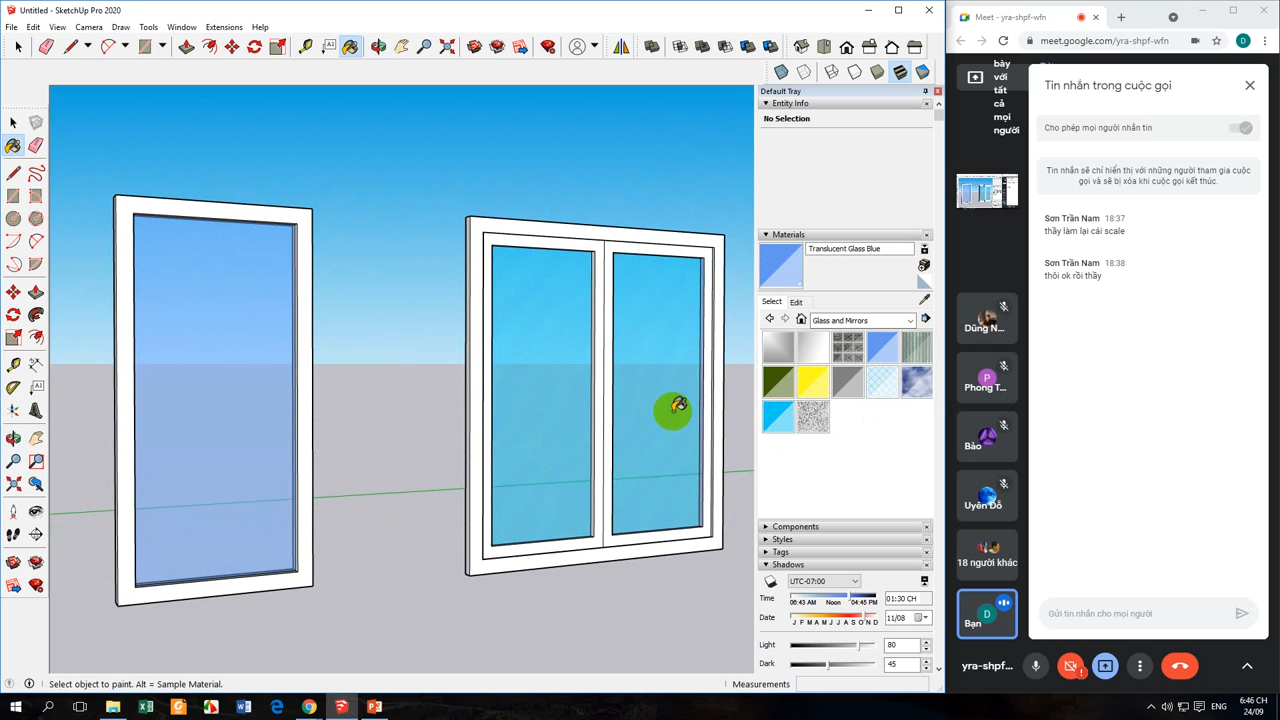 Untitled - SketchUp Pro 2020
File Edit View Camera Draw Tools Window Extensions Help
Default Tray
Entity Info
No Selection
Materials
Translucent Glass Blue
Select Edit
Glass and Mirrors
Components
Styles
Tags
Shadows
UTC-07:00
Time
06:43 AM Noon 04:45 PM
01:30 CH
Date
J F M A M J J A S O N D
11/08
Light
80
Dark
45
Select object to paint. Alt = Sample Material.
Measurements
Meet - yra-shpf-wfn
meet.google.com/yra-shpf-wfn
D
bày
với
tất
cả
mọi
người
Dũng N...
P
Phong T...
Bảo
Uyên Đỗ
18 người khác
D
Bạn
Tin nhắn trong cuộc gọi
Cho phép mọi người nhắn tin
Tin nhắn sẽ chỉ hiển thị với những người tham gia cuộc
gọi và sẽ bị xóa khi cuộc gọi kết thúc.
Sơn Trần Nam 18:37
thầy làm lại cái scale
Sơn Trần Nam 18:38
thôi ok rồi thầy
Gửi tin nhắn cho mọi người
yra-shpf...
ENG
6:46 CH
24/09